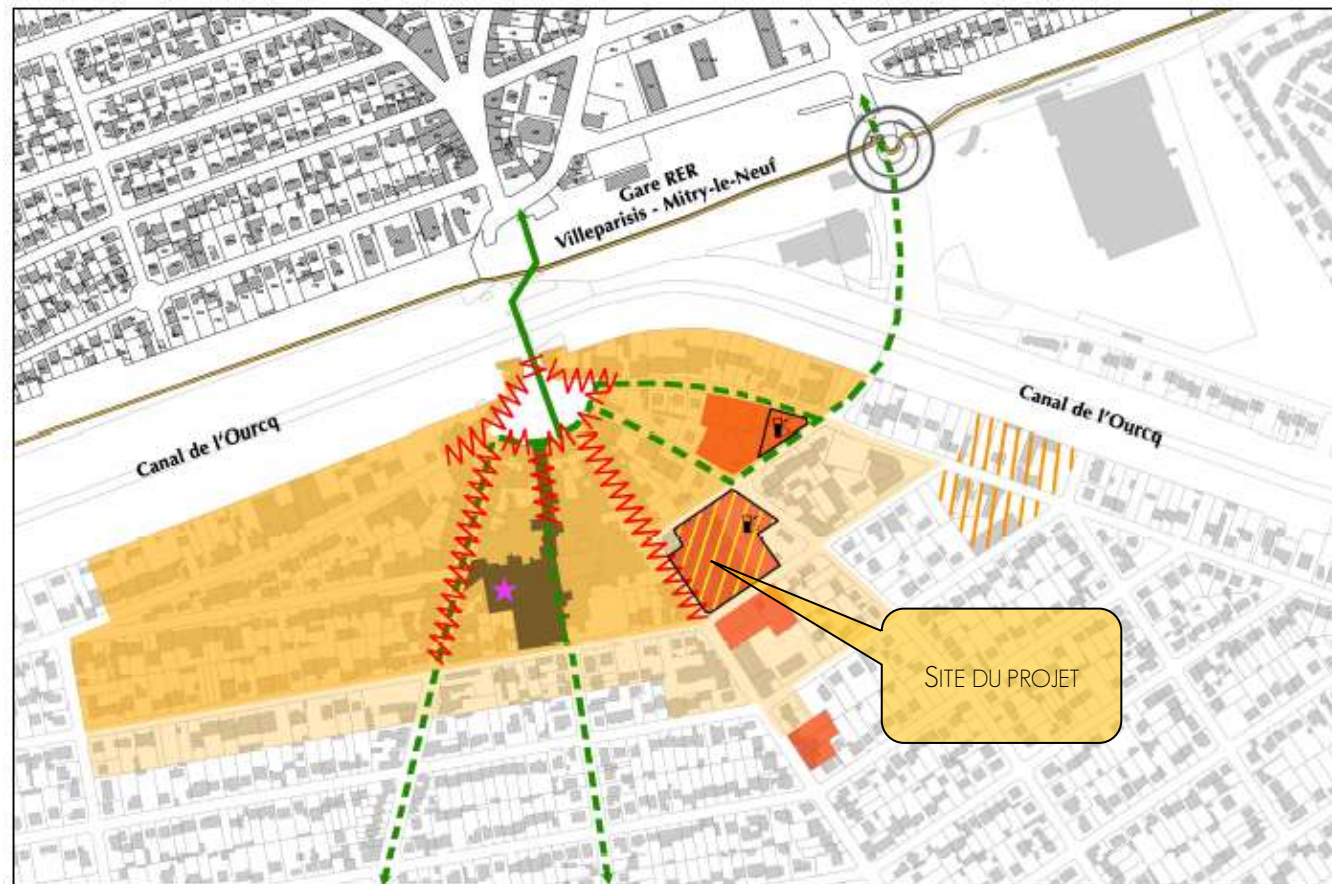 Gare RER
Villeparisis - Mitry-le-Neuf
Canal de l'Ourcq
Canal de l'Ourcq
SITE DU PROJET